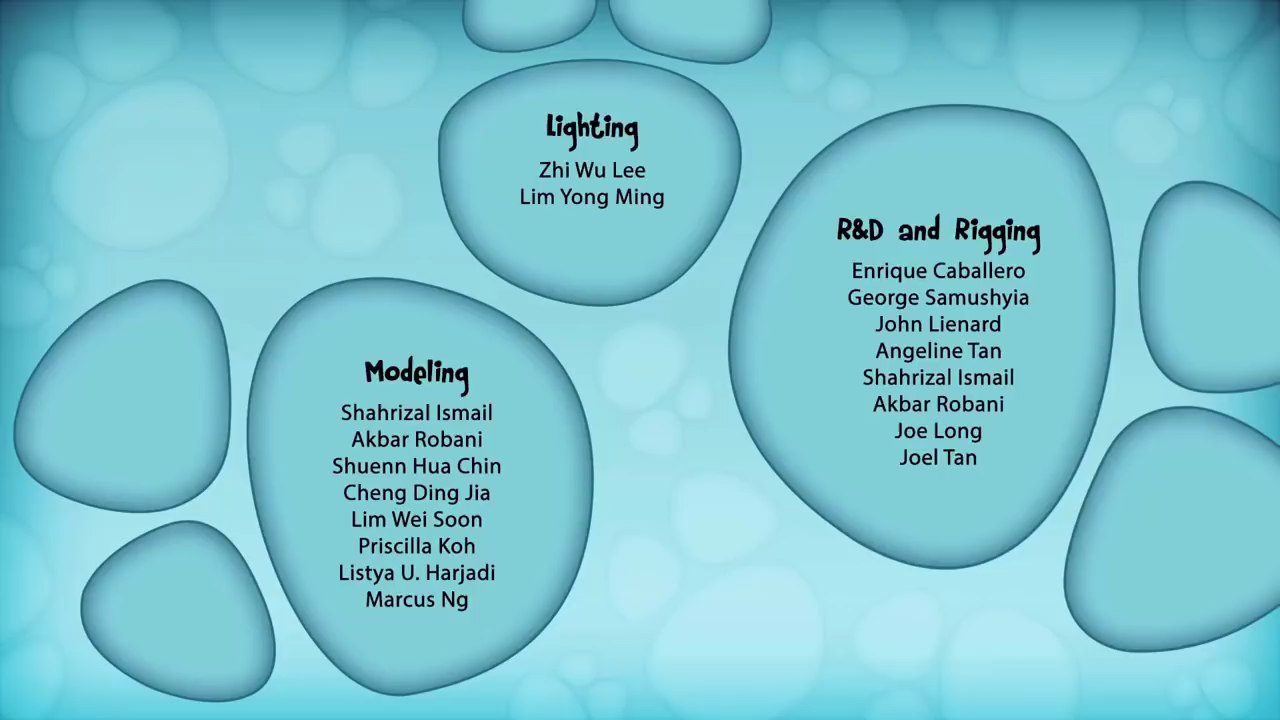 Lighting
Zhi Wu Lee
Lim Yong Ming
R&D and Rigging
Enrique Caballero
George Samushyia
John Lienard
Angeline Tan
Shahrizal Ismail
Akbar Robani
Joe Long
Joel Tan
Modeling
Shahrizal Ismail
Akbar Robani
Shuenn Hua Chin
Cheng Ding Jia
Lim Wei Soon
Priscilla Koh
Listya U. Harjadi
Marcus Ng